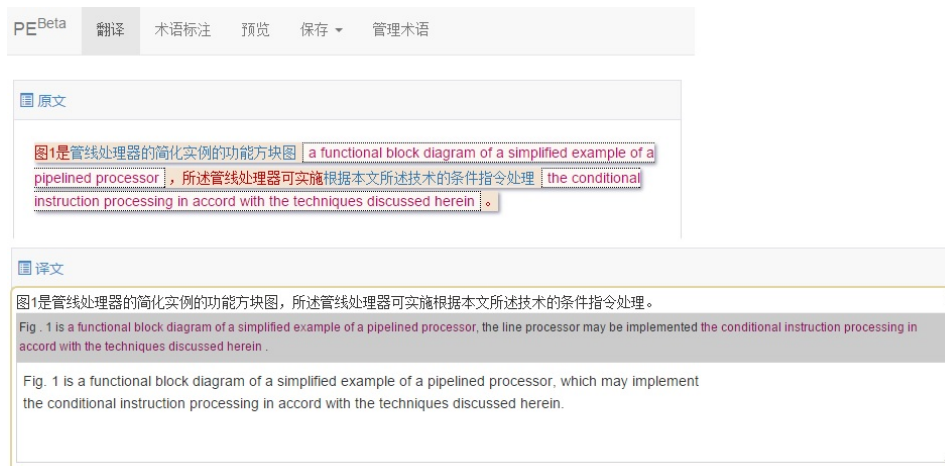 PEBeta 翻译 术语标注 预览 保存 管理术语
原文
图1是管线处理器的简化实例的功能方块图 a functional block diagram of a simplified example of a
pipelined processor ，所述管线处理器可实施根据本文所述技术的条件指令处理 the conditional
instruction processing in accord with the techniques discussed herein 。
译文
图1是管线处理器的简化实例的功能方块图，所述管线处理器可实施根据本文所述技术的条件指令处理。
Fig . 1 is a functional block diagram of a simplified example of a pipelined processor, the line processor may be implemented the conditional instruction processing in
accord with the techniques discussed herein .
Fig. 1 is a functional block diagram of a simplified example of a pipelined processor, which may implement
the conditional instruction processing in accord with the techniques discussed herein.